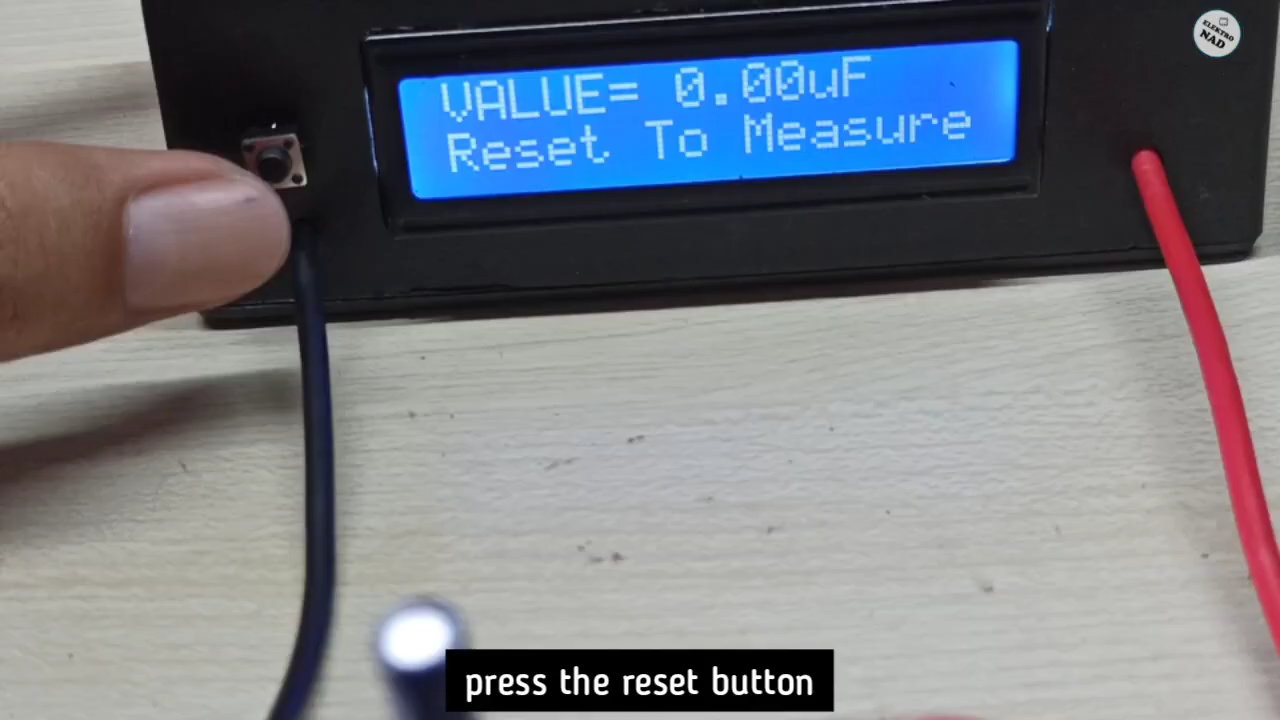 ELEKTRO
NAD
VALUE= 0.00uF
Reset To Measure
press the reset button